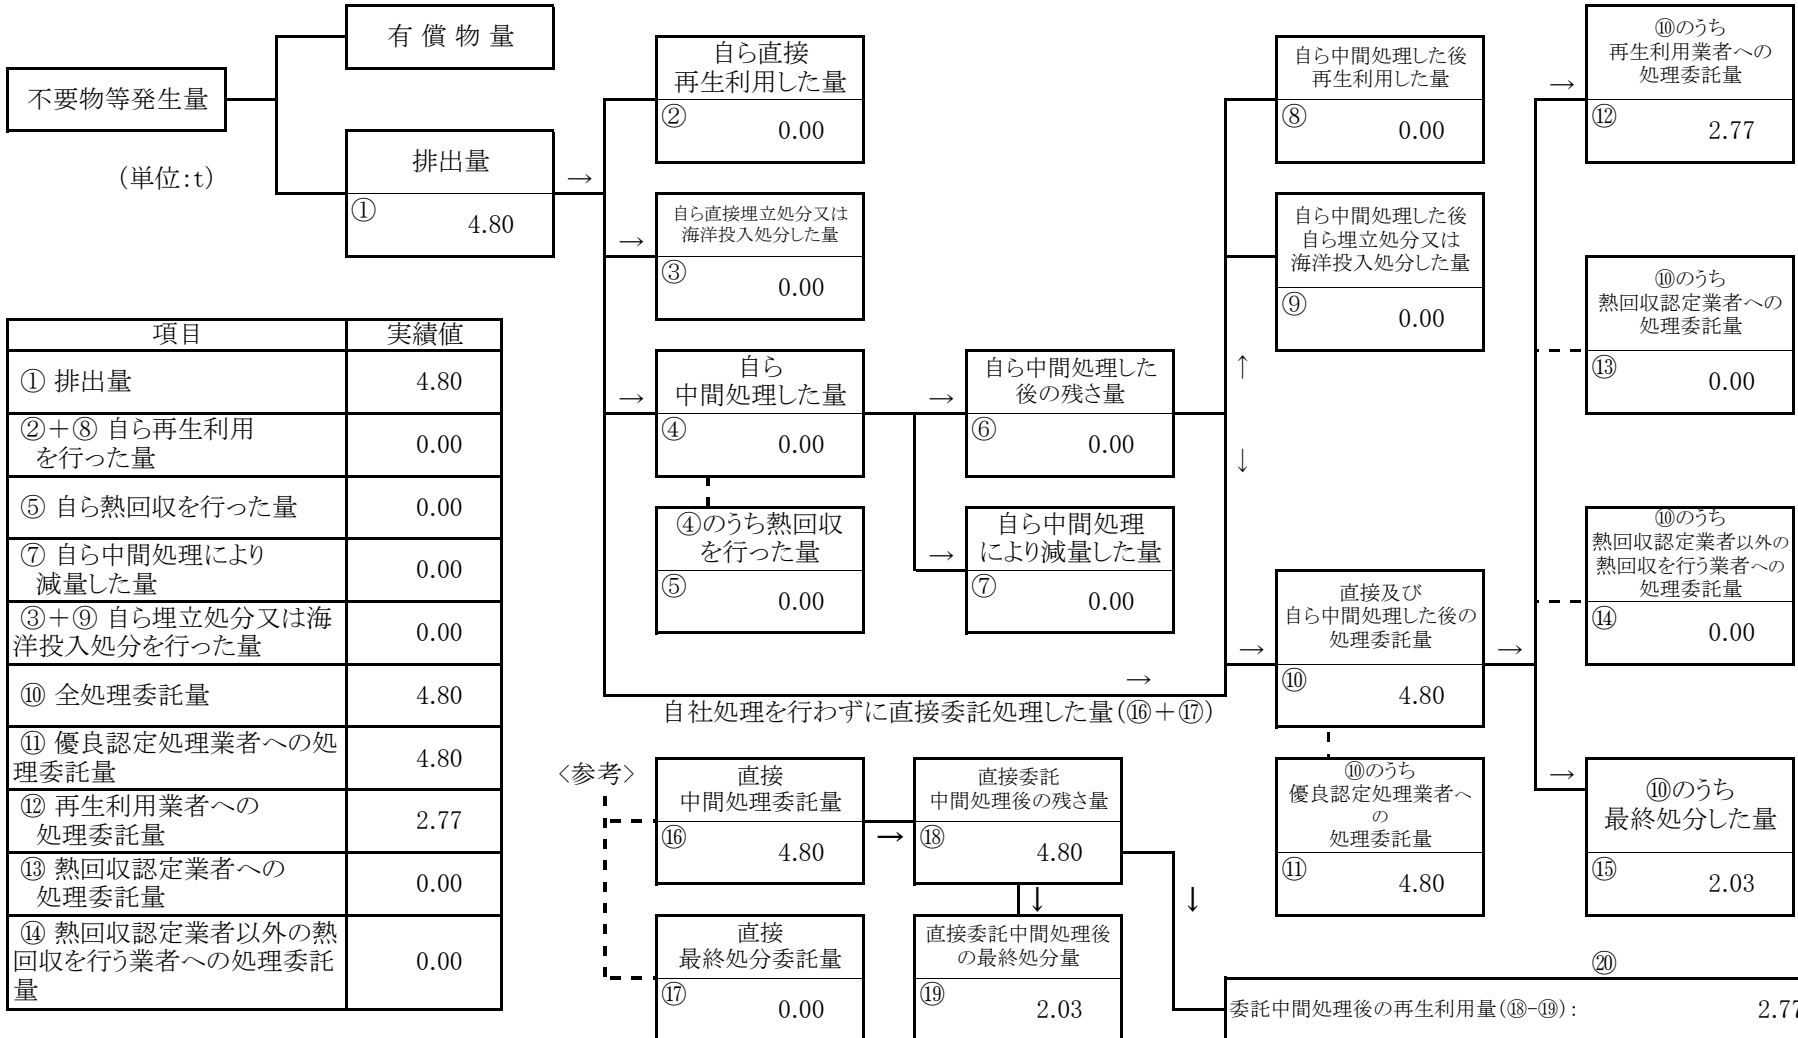 不要物等発生量
(単位:t)
有 償 物 量
排出量
①
4.80
→
自ら直接
再生利用した量
②
0.00
→
自ら直接埋立処分又は
海洋投入処分した量
③
0.00
→
自ら
中間処理した量
④
0.00
④のうち熱回収
を行った量
⑤
0.00
→
自ら中間処理した
後の残さ量
⑥
0.00
→
自ら中間処理
により減量した量
⑦
0.00
↑
↓
自ら中間処理した後
再生利用した量
⑧
0.00
自ら中間処理した後
自ら埋立処分又は
海洋投入処分した量
⑨
0.00
→
自社処理を行わずに直接委託処理した量(⑯+⑰)
→
直接及び
自ら中間処理した後の
処理委託量
⑩
4.80
→
⑩のうち
優良認定処理業者へ
の
処理委託量
⑪
4.80
→
⑩のうち
再生利用業者への
処理委託量
⑫
2.77
⑩のうち
熱回収認定業者への
処理委託量
⑬
0.00
⑩のうち
熱回収認定業者以外の
熱回収を行う業者への
処理委託量
⑭
0.00
→
⑩のうち
最終処分した量
⑮
2.03
項目 実績値
① 排出量 4.80
②+⑧ 自ら再生利用
を行った量 0.00
⑤ 自ら熱回収を行った量 0.00
⑦ 自ら中間処理により
減量した量 0.00
③+⑨ 自ら埋立処分又は海
洋投入処分を行った量 0.00
⑩ 全処理委託量 4.80
⑪ 優良認定処理業者への処
理委託量 4.80
⑫ 再生利用業者への
処理委託量 2.77
⑬ 熱回収認定業者への
処理委託量 0.00
⑭ 熱回収認定業者以外の熱
回収を行う業者への処理委託
量 0.00
<参考>
直接
中間処理委託量
⑯
4.80
→
直接委託
中間処理後の残さ量
⑱
4.80
↓
↓
直接
最終処分委託量
⑰
0.00
直接委託中間処理後
の最終処分量
⑲
2.03
⑳
委託中間処理後の再生利用量(⑱-⑲): 2.77